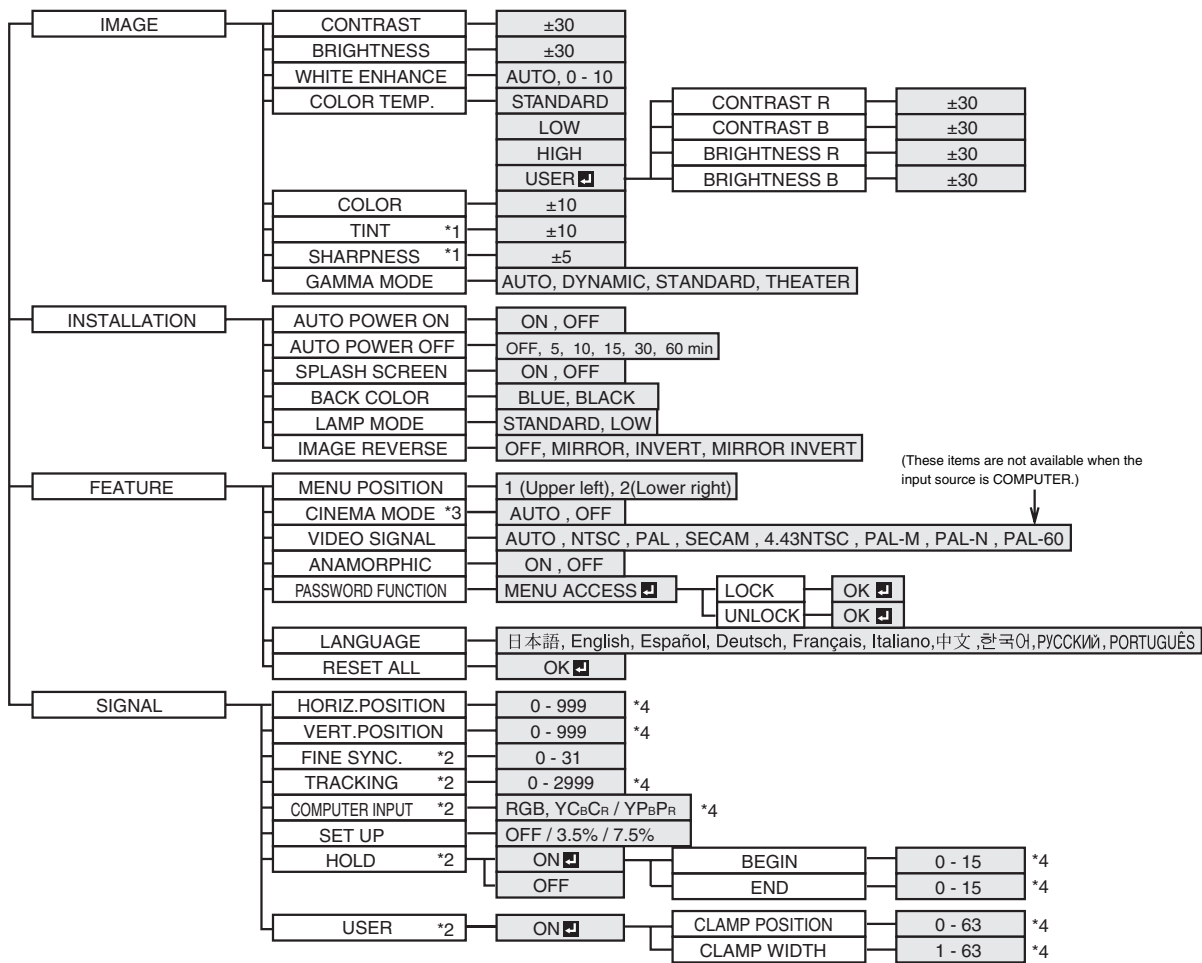 IMAGE CONTRAST ±30
BRIGHTNESS ±30
WHITE ENHANCE AUTO, 0 - 10
COLOR TEMP. STANDARD CONTRAST R ±30
LOW CONTRAST B ±30
HIGH BRIGHTNESS R ±30
USER BRIGHTNESS B ±30
COLOR ±10
TINT *1 ±10
SHARPNESS *1 ±5
GAMMA MODE AUTO, DYNAMIC, STANDARD, THEATER
INSTALLATION AUTO POWER ON ON , OFF
AUTO POWER OFF OFF, 5, 10, 15, 30, 60 min
SPLASH SCREEN ON , OFF
BACK COLOR BLUE, BLACK
LAMP MODE STANDARD, LOW
IMAGE REVERSE OFF, MIRROR, INVERT, MIRROR INVERT
(These items are not available when the
input source is COMPUTER.)
FEATURE MENU POSITION 1 (Upper left), 2(Lower right)
CINEMA MODE *3 AUTO , OFF
VIDEO SIGNAL AUTO , NTSC , PAL , SECAM , 4.43NTSC , PAL-M , PAL-N , PAL-60
ANAMORPHIC ON , OFF
PASSWORD FUNCTION MENU ACCESS LOCK OK
UNLOCK OK
LANGUAGE 日本語, English, Español, Deutsch, Français, Italiano,中文 ,한국어,РУССКИЙ, PORTUGUÊS
RESET ALL OK
SIGNAL HORIZ.POSITION 0 - 999 *4
VERT.POSITION 0 - 999 *4
FINE SYNC. *2 0 - 31
TRACKING *2 0 - 2999 *4
COMPUTER INPUT *2 RGB, YCBCR / YPBPR *4
SET UP OFF / 3.5% / 7.5%
HOLD *2 ON BEGIN 0 - 15 *4
OFF END 0 - 15 *4
USER *2 ON CLAMP POSITION 0 - 63 *4
CLAMP WIDTH 1 - 63 *4